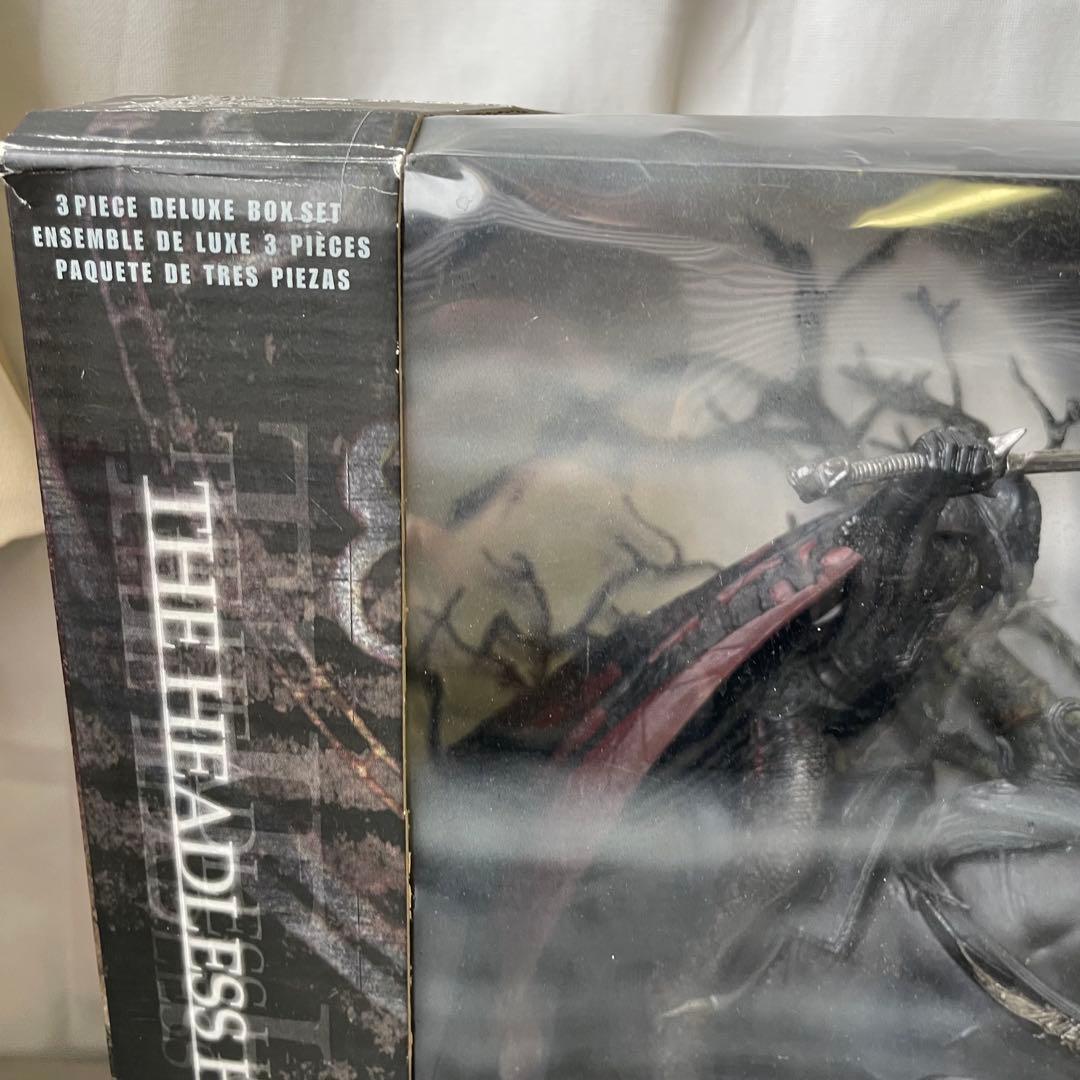 3 PIECE DELUXE BOX SET
ENSEMBLE DE LUXE 3 PIÈCES
PAQUETE DE TRES PIEZAS
THE HEADLESS H